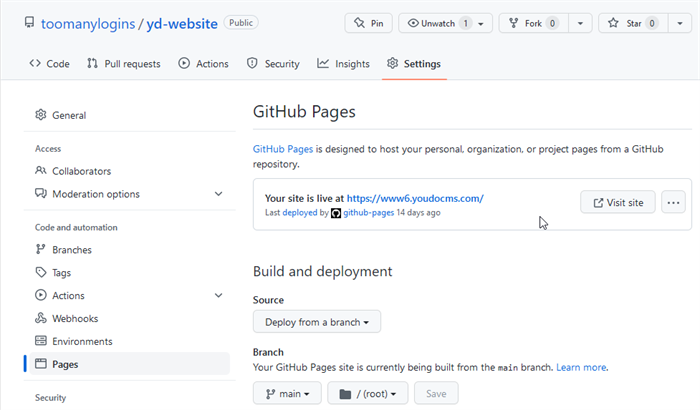 toomanylogins / yd-website Public Pin Unwatch 1 Fork 0 Star 0
Code Pull requests Actions Security Insights Settings
General
Access
Collaborators
Moderation options
Code and automation
Branches
Tags
Actions
Webhooks
Environments
Pages
Security
GitHub Pages
GitHub Pages is designed to host your personal, organization, or project pages from a GitHub
repository.
Your site is live at https://www6.youdocms.com/
Last deployed by github-pages 14 days ago
Visit site
Build and deployment
Source
Deploy from a branch
Branch
Your GitHub Pages site is currently being built from the main branch. Learn more.
main / (root) Save